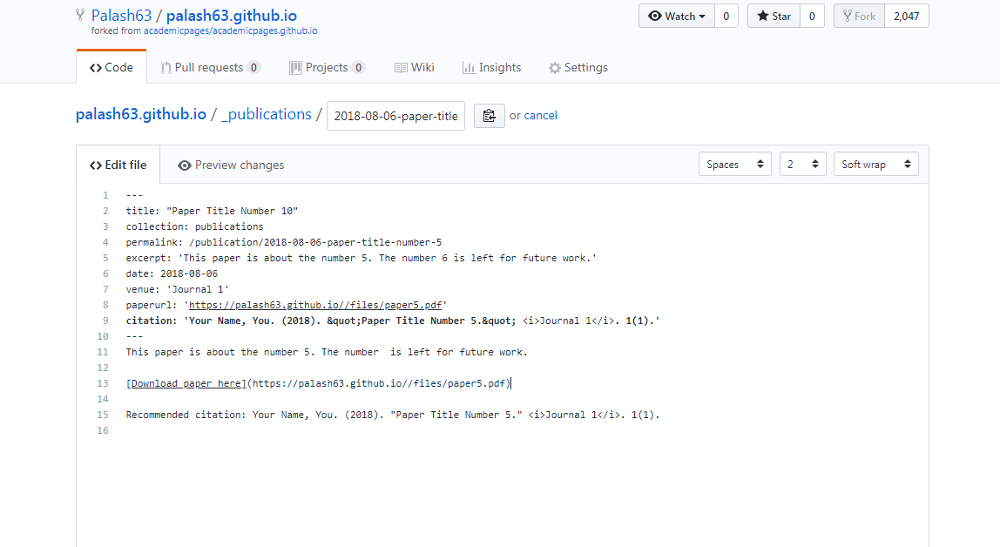 Palash63 / palash63.github.io
forked from academicpages/academicpages.github.io
Watch 0 Star 0 Fork 2,047
Code Pull requests 0 Projects 0 Wiki Insights Settings
palash63.github.io / _publications / 2018-08-06-paper-title or cancel
<> Edit file Preview changes Spaces 2 Soft wrap
1 ---
2 title: "Paper Title Number 10"
3 collection: publications
4 permalink: /publication/2018-08-06-paper-title-number-5
5 excerpt: 'This paper is about the number 5. The number 6 is left for future work.'
6 date: 2018-08-06
7 venue: 'Journal 1'
8 paperurl: 'https://palash63.github.io//files/paper5.pdf'
9 citation: 'Your Name, You. (2018). &quot;Paper Title Number 5.&quot; <i>Journal 1</i>. 1(1).'
10 ---
11 This paper is about the number 5. The number  is left for future work.
12
13 [Download paper here](https://palash63.github.io//files/paper5.pdf)
14
15 Recommended citation: Your Name, You. (2018). "Paper Title Number 5." <i>Journal 1</i>. 1(1).
16